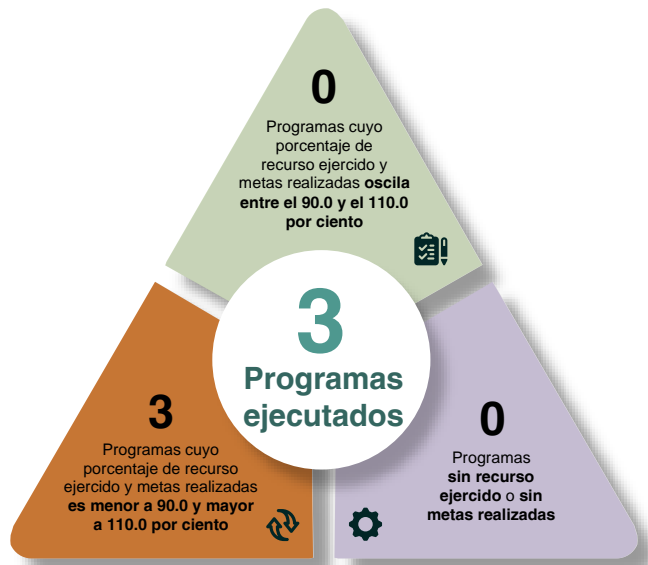 0
Programas cuyo
porcentaje de
recurso ejercido y
metas realizadas oscila
entre el 90.0 y el 110.0
por ciento
3
Programas
ejecutados
3
Programas cuyo
porcentaje de recurso
ejercido y metas realizadas
es menor a 90.0 y mayor
a 110.0 por ciento
0
Programas
sin recurso
ejercido o sin
metas realizadas